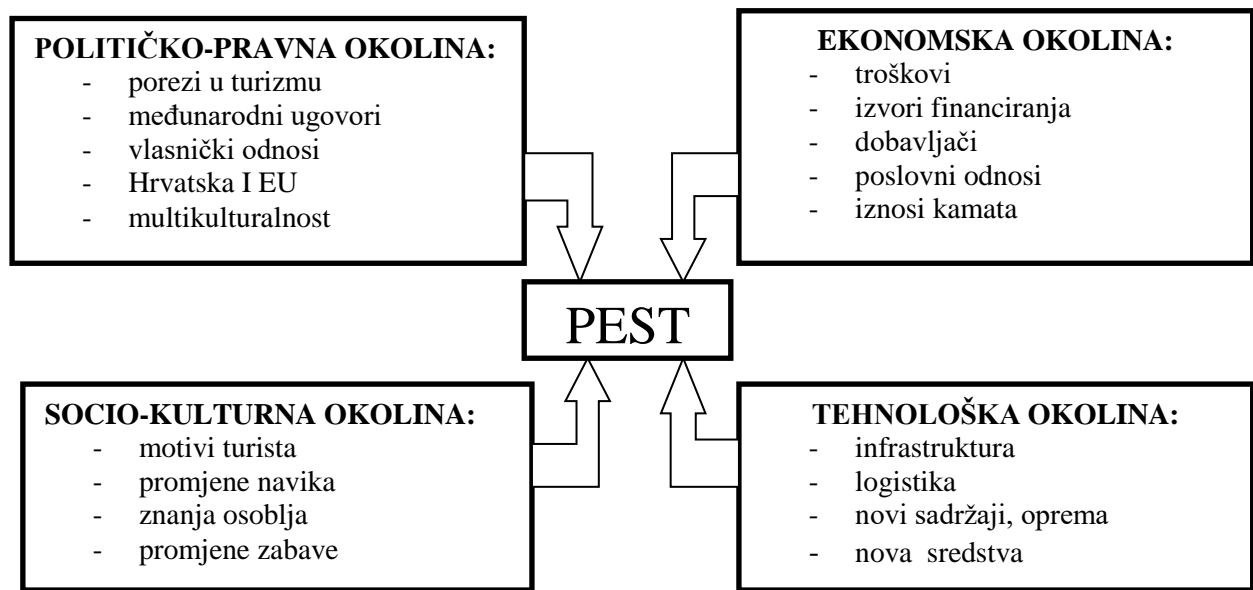 POLITIČKO-PRAVNA OKOLINA:
- porezi u turizmu
- međunarodni ugovori
- vlasnički odnosi
- Hrvatska I EU
- multikulturalnost
EKONOMSKA OKOLINA:
- troškovi
- izvori financiranja
- dobavljači
- poslovni odnosi
- iznosi kamata
PEST
SOCIO-KULTURNA OKOLINA:
- motivi turista
- promjene navika
- znanja osoblja
- promjene zabave
TEHNOLOŠKA OKOLINA:
- infrastruktura
- logistika
- novi sadržaji, oprema
- nova sredstva